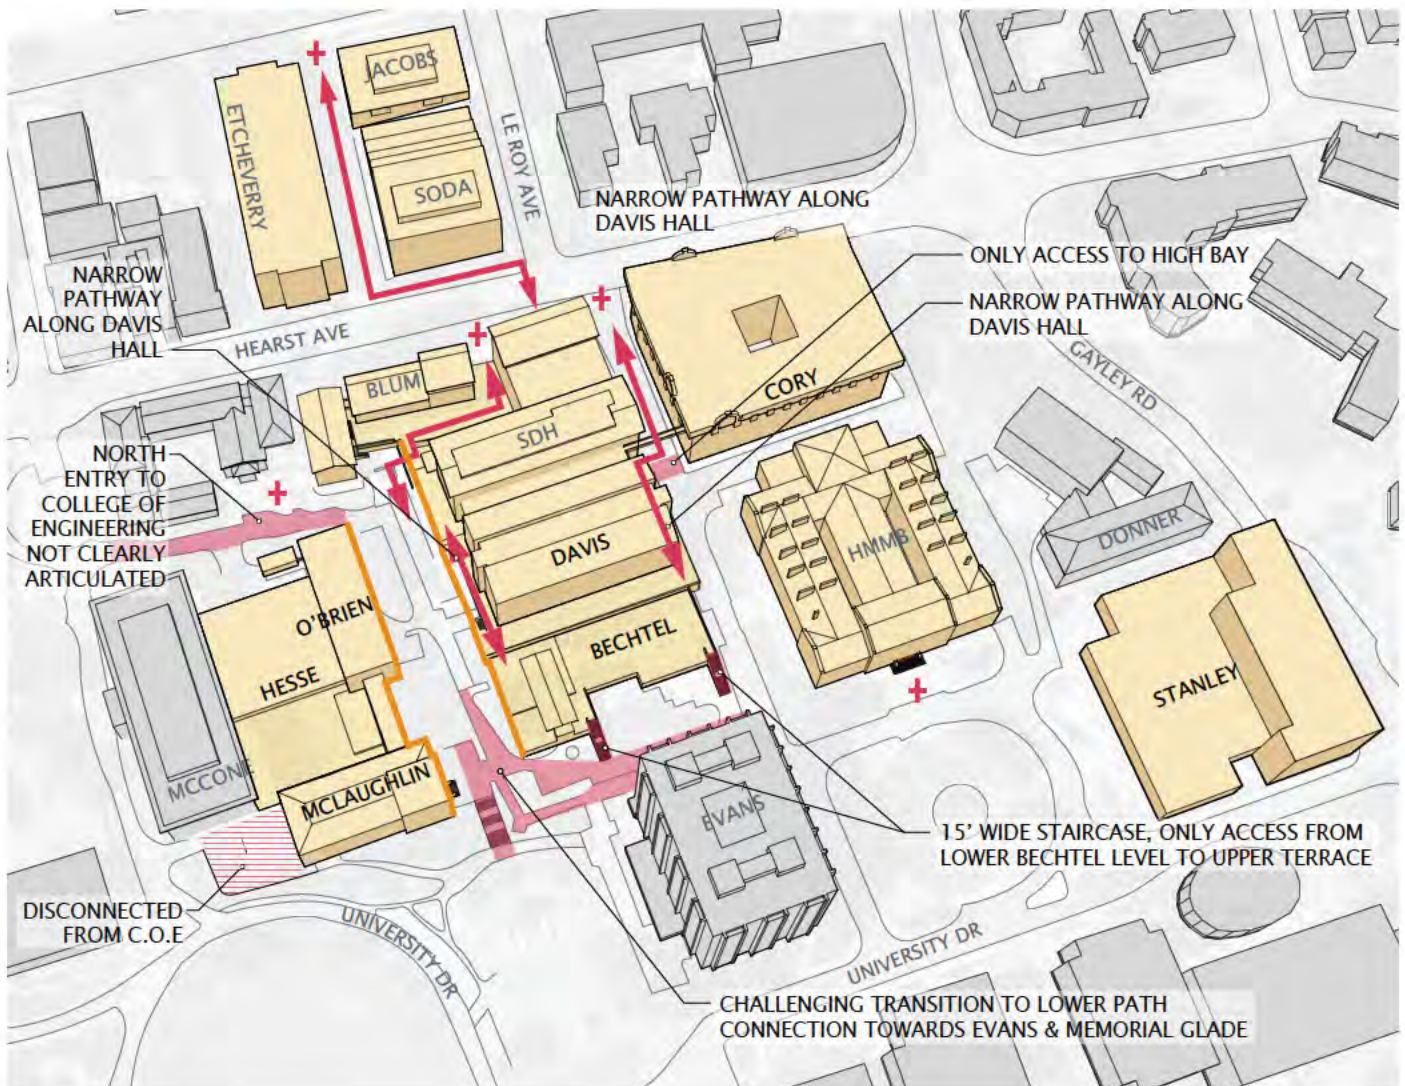 JACOBS
ETCHEVERRY
LE ROY AVE
SODA
NARROW PATHWAY ALONG
DAVIS HALL
ONLY ACCESS TO HIGH BAY
NARROW
PATHWAY
ALONG DAVIS
HALL
NARROW PATHWAY ALONG
DAVIS HALL
HEARST AVE
GAYLEY RD
BLUM
CORY
SDH
NORTH
ENTRY TO
COLLEGE OF
ENGINEERING
NOT CLEARLY
ARTICULATED
DAVIS
HMMB
DONNER
O'BRIEN
BECHTEL
HESSE
STANLEY
MCCONE
MCLAUGHLIN
EVANS
15' WIDE STAIRCASE, ONLY ACCESS FROM
LOWER BECHTEL LEVEL TO UPPER TERRACE
DISCONNECTED
FROM C.O.E
UNIVERSITY DR
UNIVERSITY DR
CHALLENGING TRANSITION TO LOWER PATH
CONNECTION TOWARDS EVANS & MEMORIAL GLADE